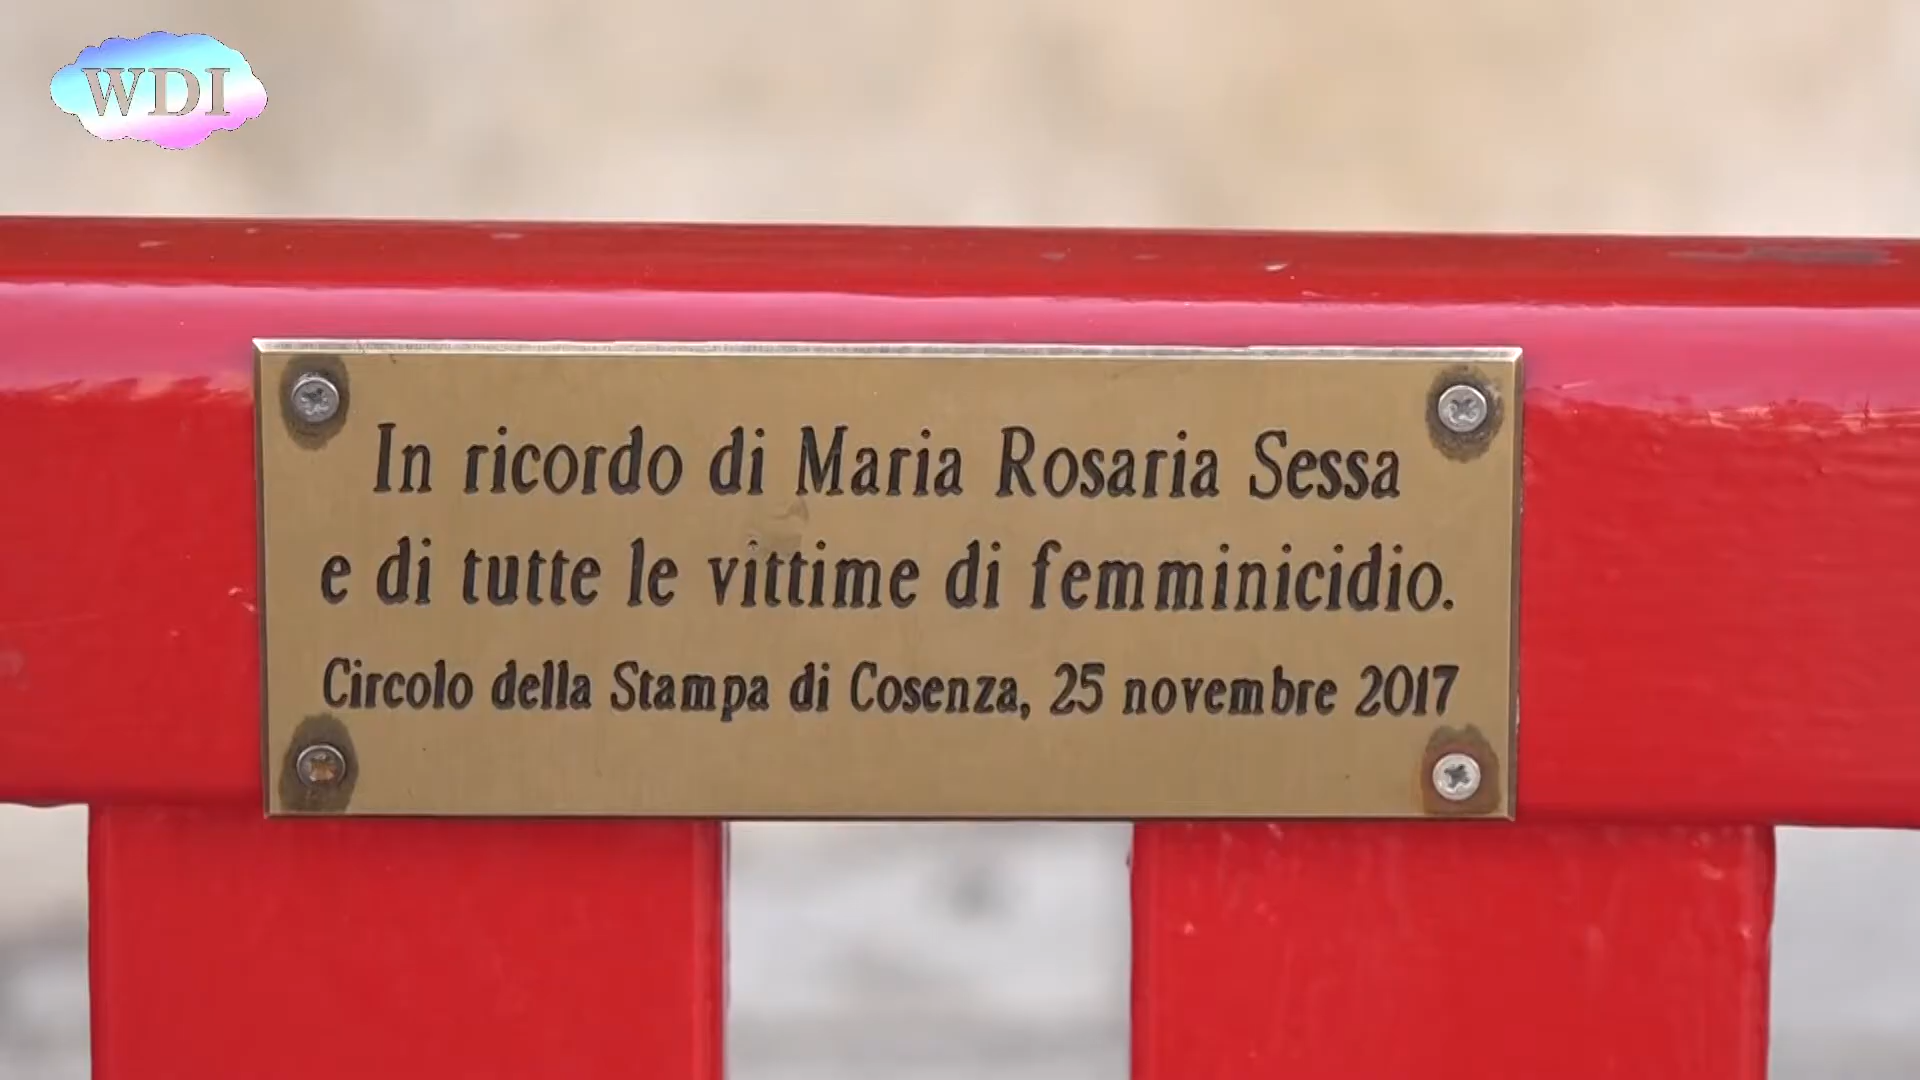 WDI
In ricordo di Maria Rosaria Sessa
e di tutte le vittime di femminicidio.
Circolo della Stampa di Cosenza, 25 novembre 2017